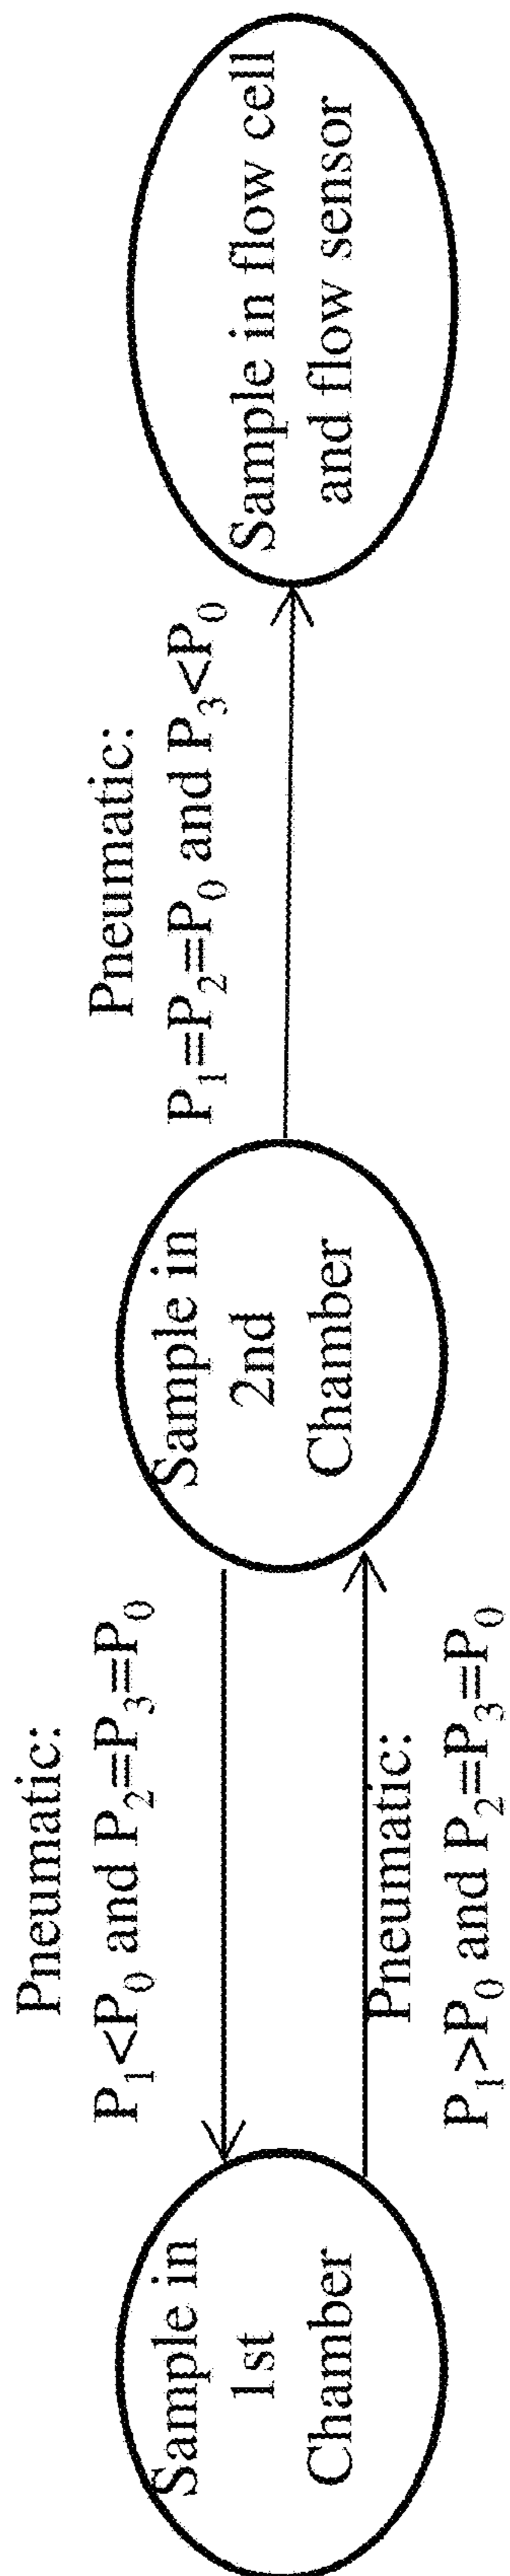 Sample in
1st
Chamber
Pneumatic:
P₁<P₀ and P₂=P₃=P₀
Pneumatic:
P₁>P₀ and P₂=P₃=P₀
Sample in
2nd
Chamber
Pneumatic:
P₁=P₂=P₀ and P₃<P₀
Sample in flow cell
and flow sensor